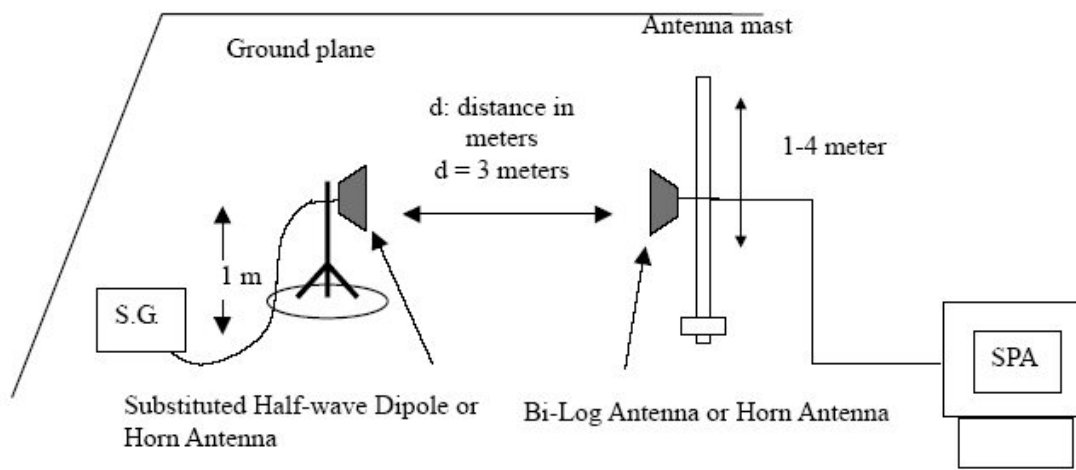 Antenna mast
Ground plane
d: distance in
meters
d = 3 meters
1-4 meter
1 m
S.G.
SPA
Substituted Half-wave Dipole or
Horn Antenna
Bi-Log Antenna or Horn Antenna